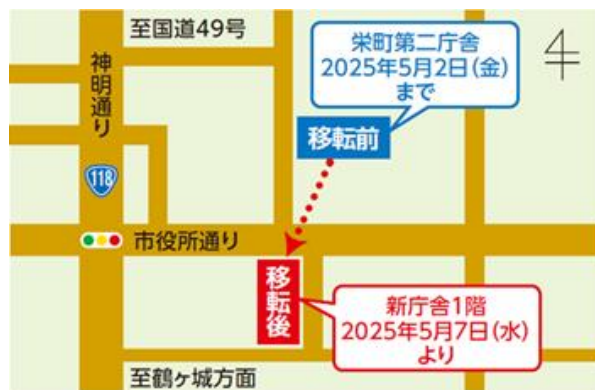 至国道49号
神明通り
118
栄町第二庁舎
2025年5月2日(金)
まで
移転前
市役所通り
移転後
新庁舎1階
2025年5月7日(水)
より
至鶴ヶ城方面